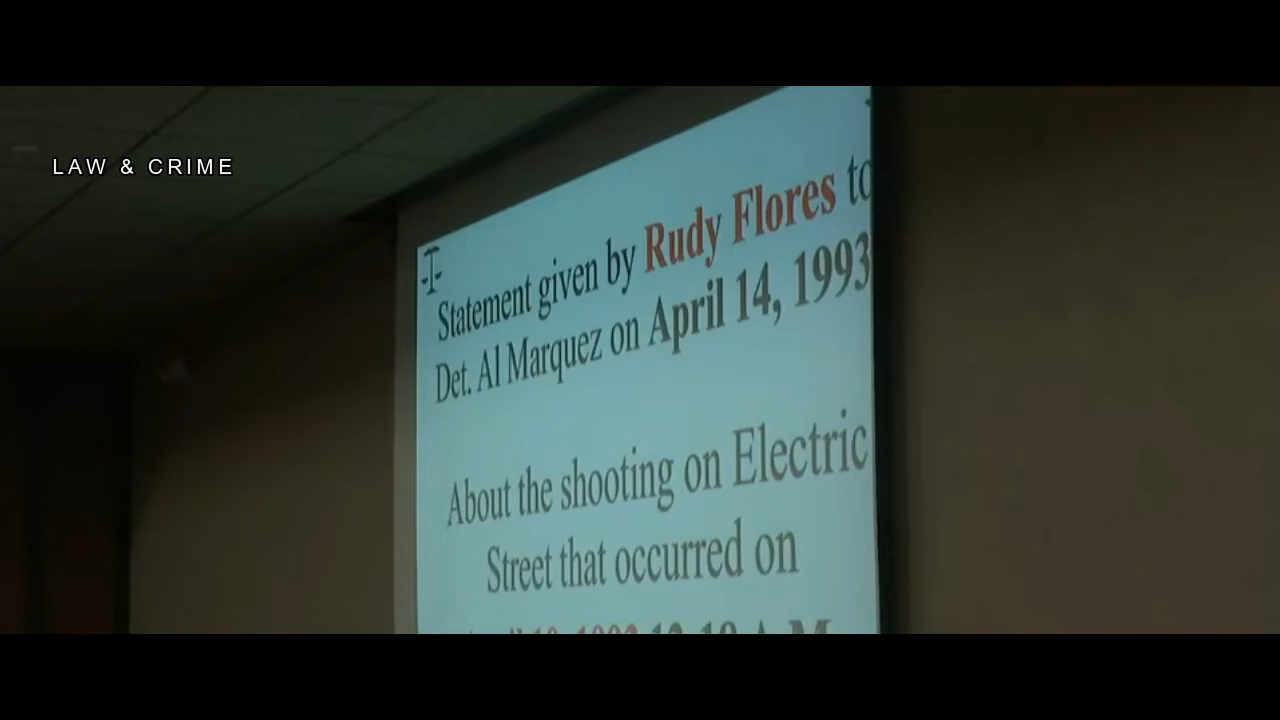 LAW & CRIME
Statement given by Rudy Flores to
Det. Al Marquez on April 14, 1993
About the shooting on Electric
Street that occurred on